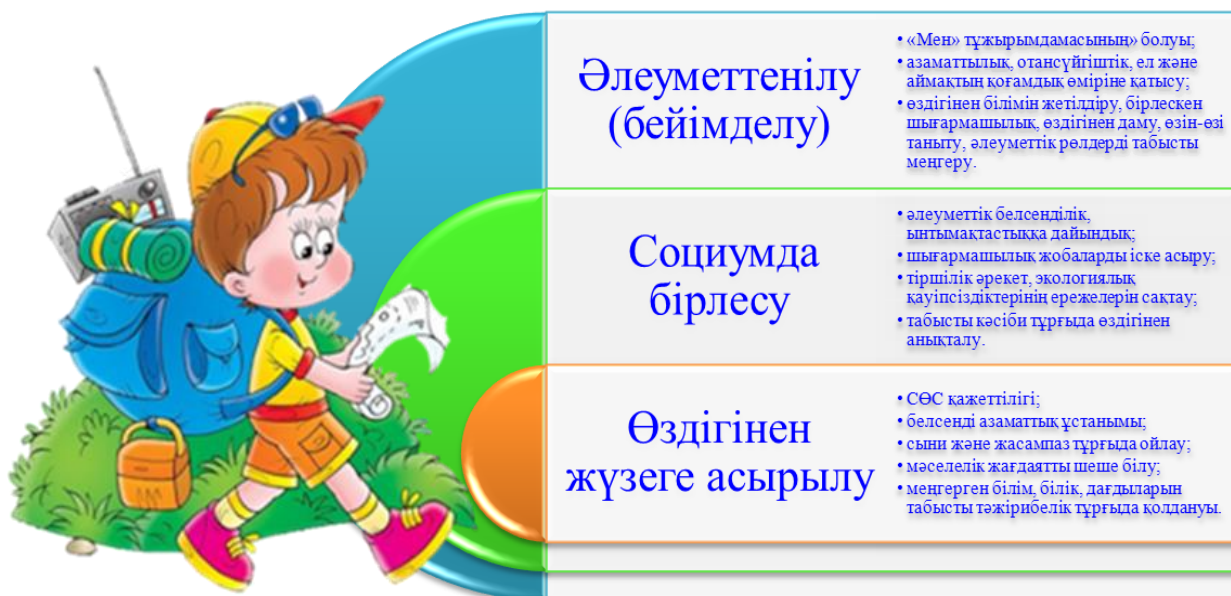 Әлеуметтенілу
(бейімделу)
• «Мен» тұжырымдамасының» болуы;
• азаматтылық, отансүйгіштік, ел және
аймақтың қоғамдық өміріне қатысу;
• өздігінен білімін жетілдіру, бірлескен
шығармашылық, өздігінен даму, өзін-өзі
таныту, әлеуметтік рөлдерді табысты
меңгеру.
Социумда
бірлесу
• әлеуметтік белсенділік,
ынтымақтастыққа дайындық;
• шығармашылық жобаларды іске асыру;
• тіршілік әрекет, экологиялық
қауіпсіздіктерінің ережелерін сақтау;
• табысты кәсіби тұрғыда өздігінен
анықталу.
Өздігінен
жүзеге асырылу
• СӨС қажеттілігі;
• белсенді азаматтық ұстанымы;
• сыни және жасампаз тұрғыда ойлау;
• мәселелік жағдаятты шеше білу;
• меңгерген білім, білік, дағдыларын
табысты тәжірибелік тұрғыда қолдануы.